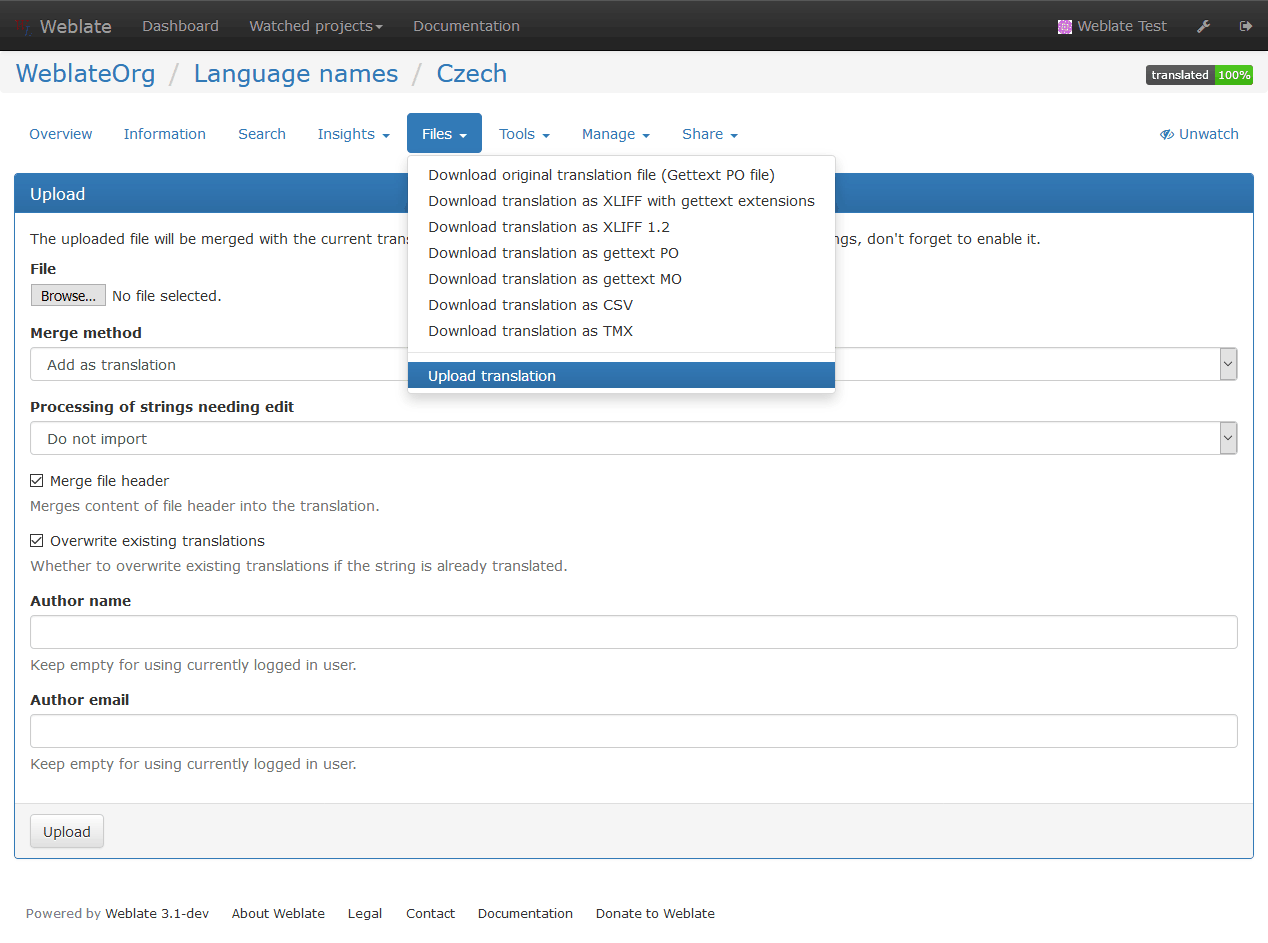 Weblate Dashboard Watched projects Documentation Weblate Test
WeblateOrg / Language names / Czech translated 100%
Overview Information Search Insights Files Tools Manage Share Unwatch
Download original translation file (Gettext PO file)
Download translation as XLIFF with gettext extensions
Download translation as XLIFF 1.2
Download translation as gettext PO
Download translation as gettext MO
Download translation as CSV
Download translation as TMX
Upload translation
Upload
The uploaded file will be merged with the current don't forget to enable it.
File
Browse... No file selected.
Merge method
Add as translation
Processing of strings needing edit
Do not import
Merge file header
Merges content of file header into the translation.
Overwrite existing translations
Whether to overwrite existing translations if the string is already translated.
Author name
Keep empty for using currently logged in user.
Author email
Keep empty for using currently logged in user.
Upload
Powered by Weblate 3.1-dev About Weblate Legal Contact Documentation Donate to Weblate